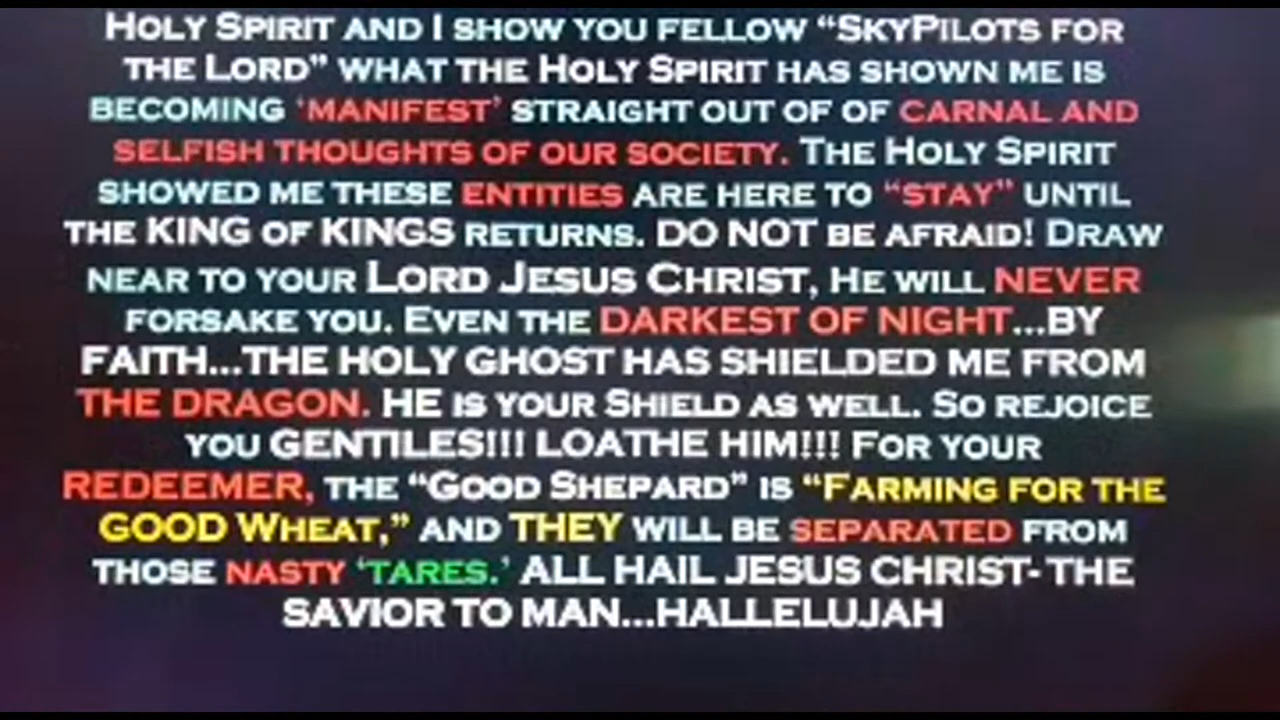 HOLY SPIRIT AND I SHOW YOU FELLOW “SKYPILOTS FOR
THE LORD” WHAT THE HOLY SPIRIT HAS SHOWN ME IS
BECOMING ‘MANIFEST’ STRAIGHT OUT OF OF CARNAL AND
SELFISH THOUGHTS OF OUR SOCIETY. THE HOLY SPIRIT
SHOWED ME THESE ENTITIES ARE HERE TO “STAY” UNTIL
THE KING OF KINGS RETURNS. DO NOT BE AFRAID! DRAW
NEAR TO YOUR LORD JESUS CHRIST, HE WILL NEVER
FORSAKE YOU. EVEN THE DARKEST OF NIGHT...BY
FAITH...THE HOLY GHOST HAS SHIELDED ME FROM
THE DRAGON. HE IS YOUR SHIELD AS WELL. SO REJOICE
YOU GENTILES!!! LOATHE HIM!!! FOR YOUR
REDEEMER, THE “GOOD SHEPARD” IS “FARMING FOR THE
GOOD WHEAT,” AND THEY WILL BE SEPARATED FROM
THOSE NASTY ‘TARES.’ ALL HAIL JESUS CHRIST- THE
SAVIOR TO MAN...HALLELUJAH